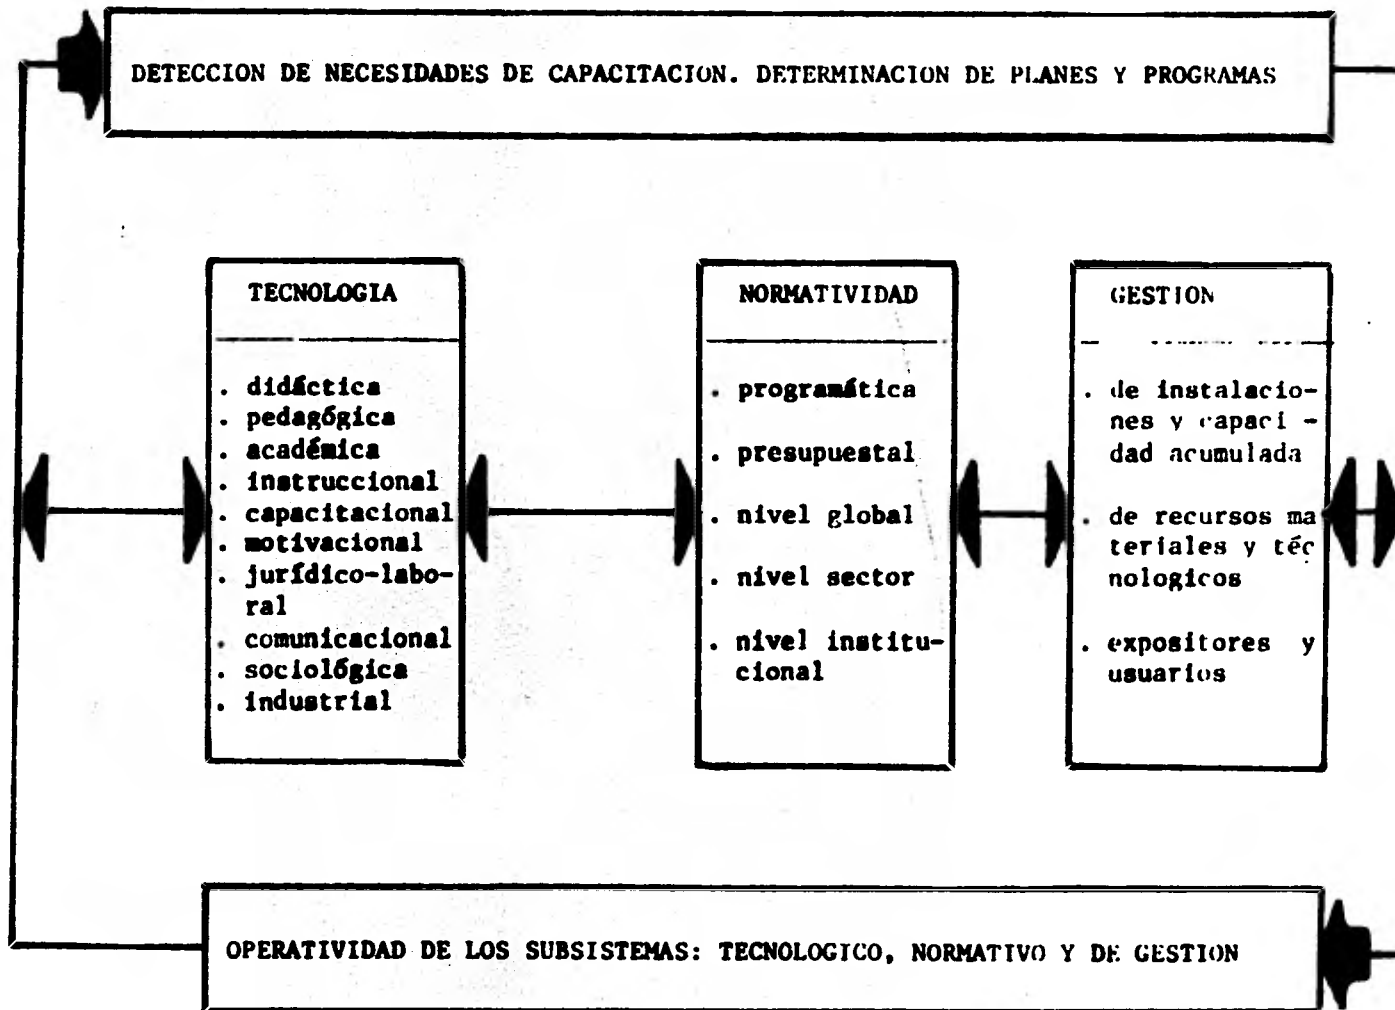 DETECCION DE NECESIDADES DE CAPACITACION. DETERMINACION DE PLANES Y PROGRAMAS
TECNOLOGIA
. didáctica
. pedagógica
. académica
. instruccional
. capacitacional
. motivacional
. jurídico-labo-
ral
. comunicacional
. sociológica
. industrial
NORMATIVIDAD
. programática
. presupuestal
. nivel global
. nivel sector
. nivel institu-
cional
GESTION
. de instalacio-
nes y capaci -
dad acumulada
. de recursos ma
teriales y téc
nologicos
. expositores y
usuarios
OPERATIVIDAD DE LOS SUBSISTEMAS: TECNOLOGICO, NORMATIVO Y DE GESTION